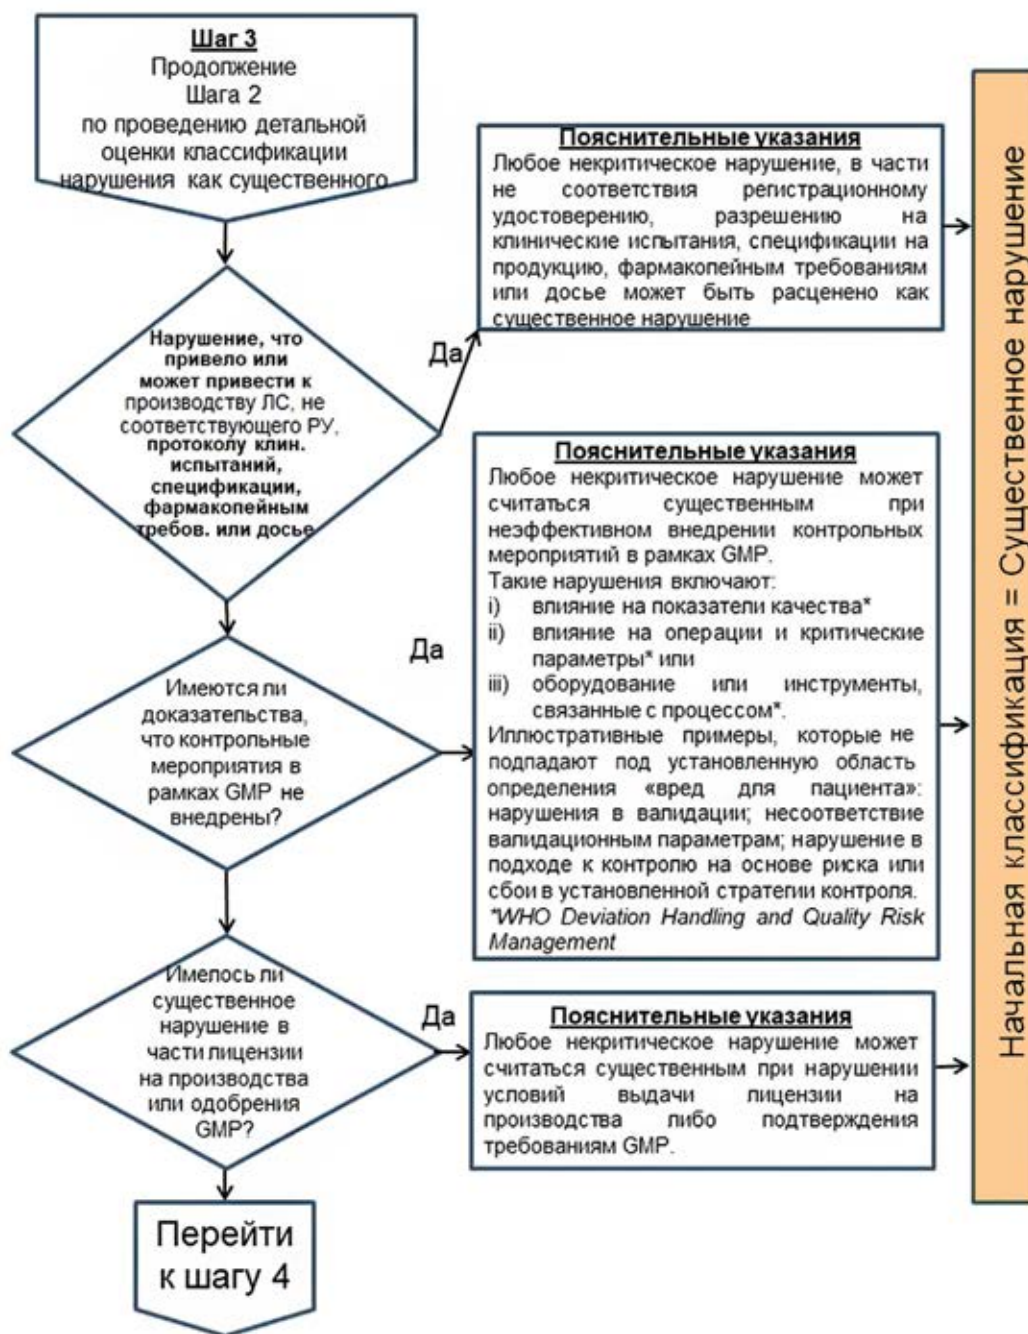 Шаг 3
Продолжение
Шага 2
по проведению детальной
оценки классификации
нарушения как существенного
Пояснительные указания
Любое некритическое нарушение, в части
не соответствия регистрационному
удостоверению, разрешению на
клинические испытания, спецификации на
продукцию, фармакопейным требованиям
или досье может быть расценено как
существенное нарушение
Нарушение, что
привело или
может привести к
производству ЛС, не
соответствующего РУ,
протоколу клин.
испытаний,
спецификации,
фармакопейным
требов. или досье
Да
Пояснительные указания
Любое некритическое нарушение может
считаться существенным при
неэффективном внедрении контрольных
мероприятий в рамках GMP.
Такие нарушения включают:
i) влияние на показатели качества*
ii) влияние на операции и критические
параметры* или
iii) оборудование или инструменты,
связанные с процессом*.
Иллюстративные примеры, которые не
подпадают под установленную область
определения «вред для пациента»:
нарушения в валидации; несоответствие
валидационным параметрам; нарушение в
подходе к контролю на основе риска или
сбои в установленной стратегии контроля.
*WHO Deviation Handling and Quality Risk
Management
Да
Имеются ли
доказательства,
что контрольные
мероприятия в
рамках GMP не
внедрены?
Имелось ли
существенное
нарушение в
части лицензии
на производства
или одобрения
GMP?
Да
Пояснительные указания
Любое некритическое нарушение может
считаться существенным при нарушении
условий выдачи лицензии на
производства либо подтверждения
требованиям GMP.
Перейти
к шагу 4
Начальная классификация = Существенное нарушение